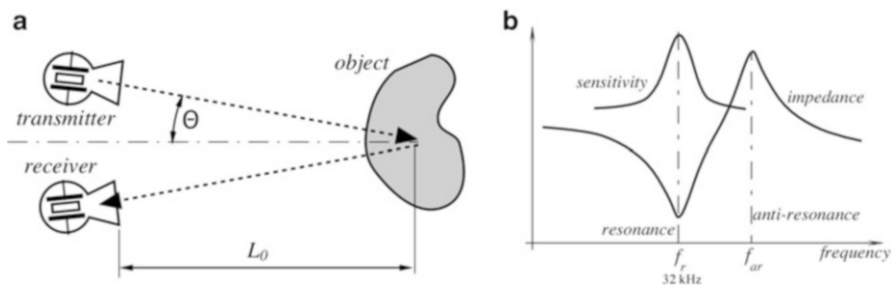 a
object
transmitter
Θ
receiver
L₀
b
sensitivity
impedance
resonance
anti-resonance
fᵣ
32 kHz
fₐᵣ
frequency